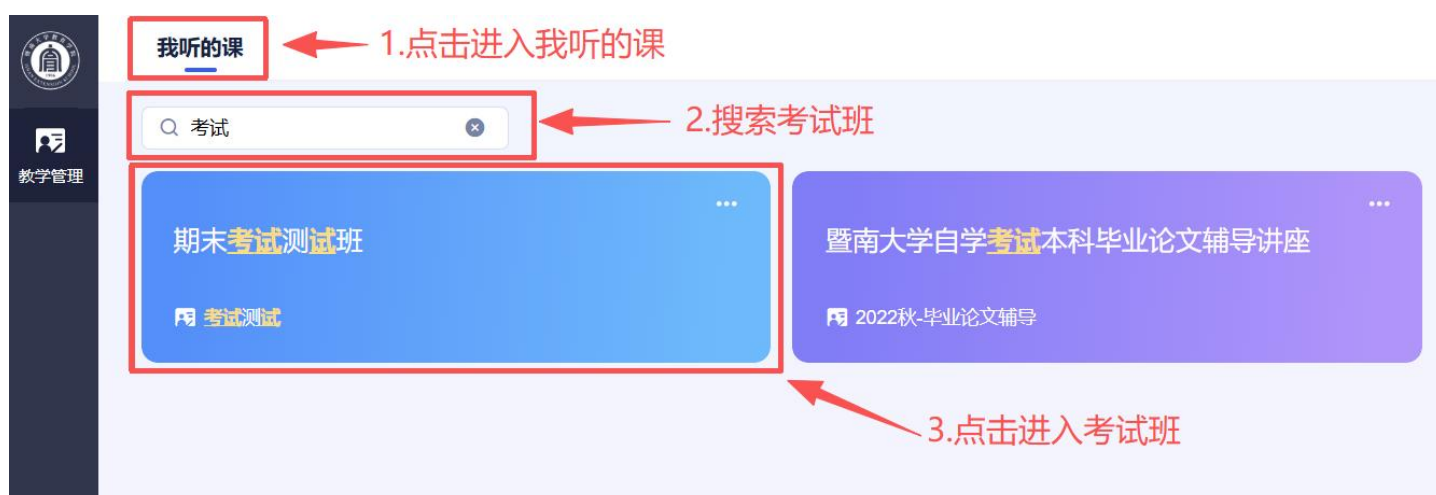 我听的课
1.点击进入我听的课
考试
2.搜索考试班
教学管理
期末考试测试班
考试测试
暨南大学自学考试本科毕业论文辅导讲座
2022秋-毕业论文辅导
3.点击进入考试班